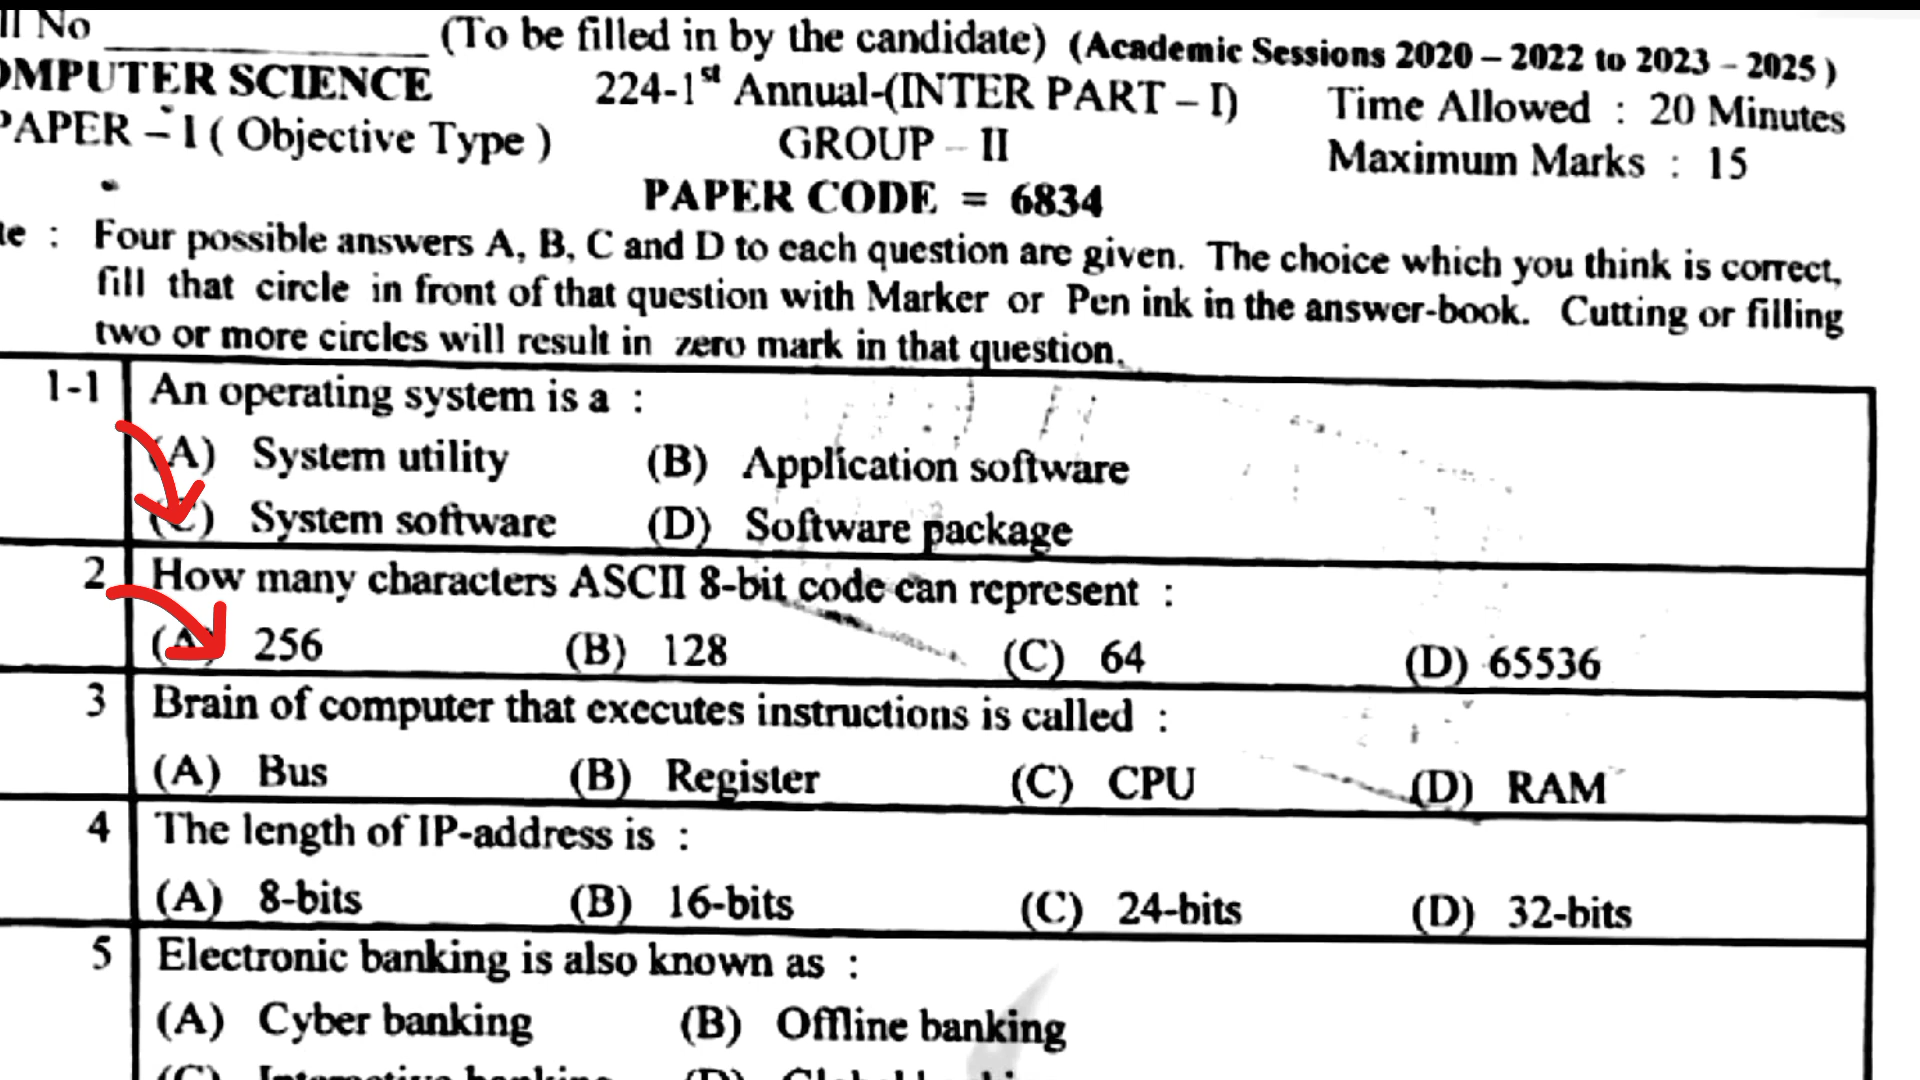 ll No ____________ (To be filled in by the candidate) (Academic Sessions 2020 – 2022 to 2023 – 2025)
OMPUTER SCIENCE 224-1st Annual-(INTER PART – I) Time Allowed : 20 Minutes
PAPER – I ( Objective Type ) GROUP – II Maximum Marks : 15
PAPER CODE = 6834
te : Four possible answers A, B, C and D to each question are given. The choice which you think is correct,
fill that circle in front of that question with Marker or Pen ink in the answer-book. Cutting or filling
two or more circles will result in zero mark in that question.
1-1 An operating system is a :
(A) System utility (B) Application software
(C) System software (D) Software package
2 How many characters ASCII 8-bit code can represent :
(A) 256 (B) 128 (C) 64 (D) 65536
3 Brain of computer that executes instructions is called :
(A) Bus (B) Register (C) CPU (D) RAM
4 The length of IP-address is :
(A) 8-bits (B) 16-bits (C) 24-bits (D) 32-bits
5 Electronic banking is also known as :
(A) Cyber banking (B) Offline banking
(C) Interactive banking (D) Global